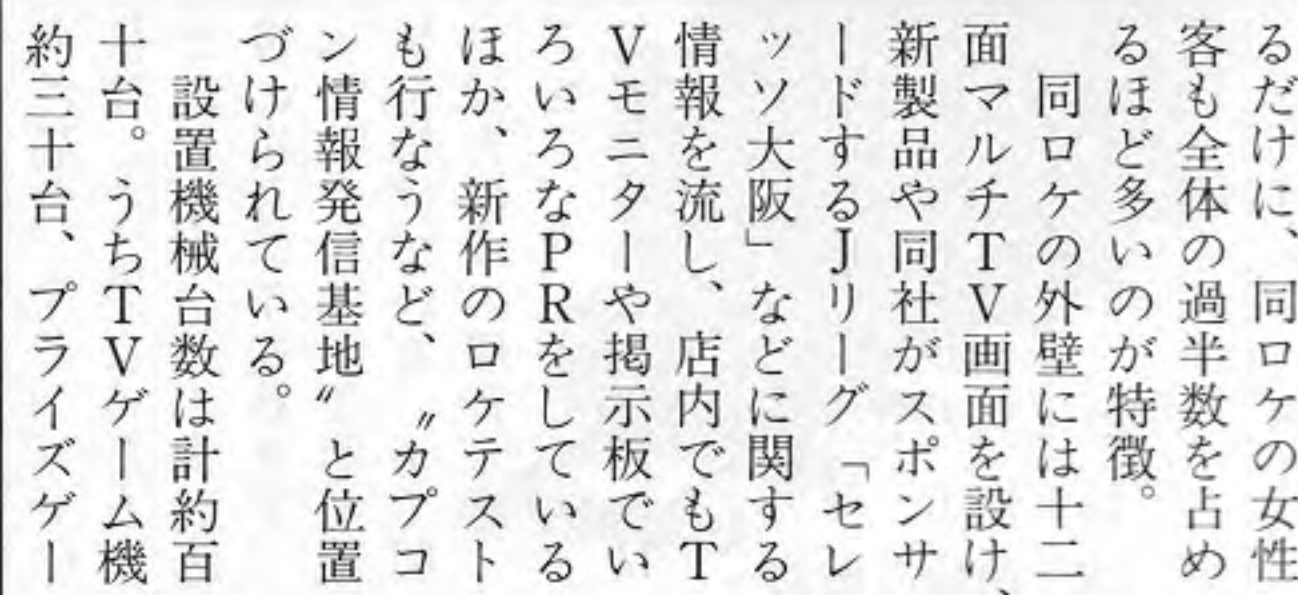 るだけに、同ロケの女性
客も全体の過半数を占め
るほど多いのが特徴。
同ロケの外壁には十二
面マルチTV画面を設け、
新製品や同社がスポンサ
ードするJリーグ「セレ
ッソ大阪」などに関する
情報を流し、店内でもT
Vモニターや掲示板でい
ろいろなPRをしている
ほか、新作のロケテスト
も行なうなど、〝カプコ
ン情報発信基地〟と位置
づけられている。
設置機械台数は計約百
十台。うちTVゲーム機
約三十台、プライズゲー